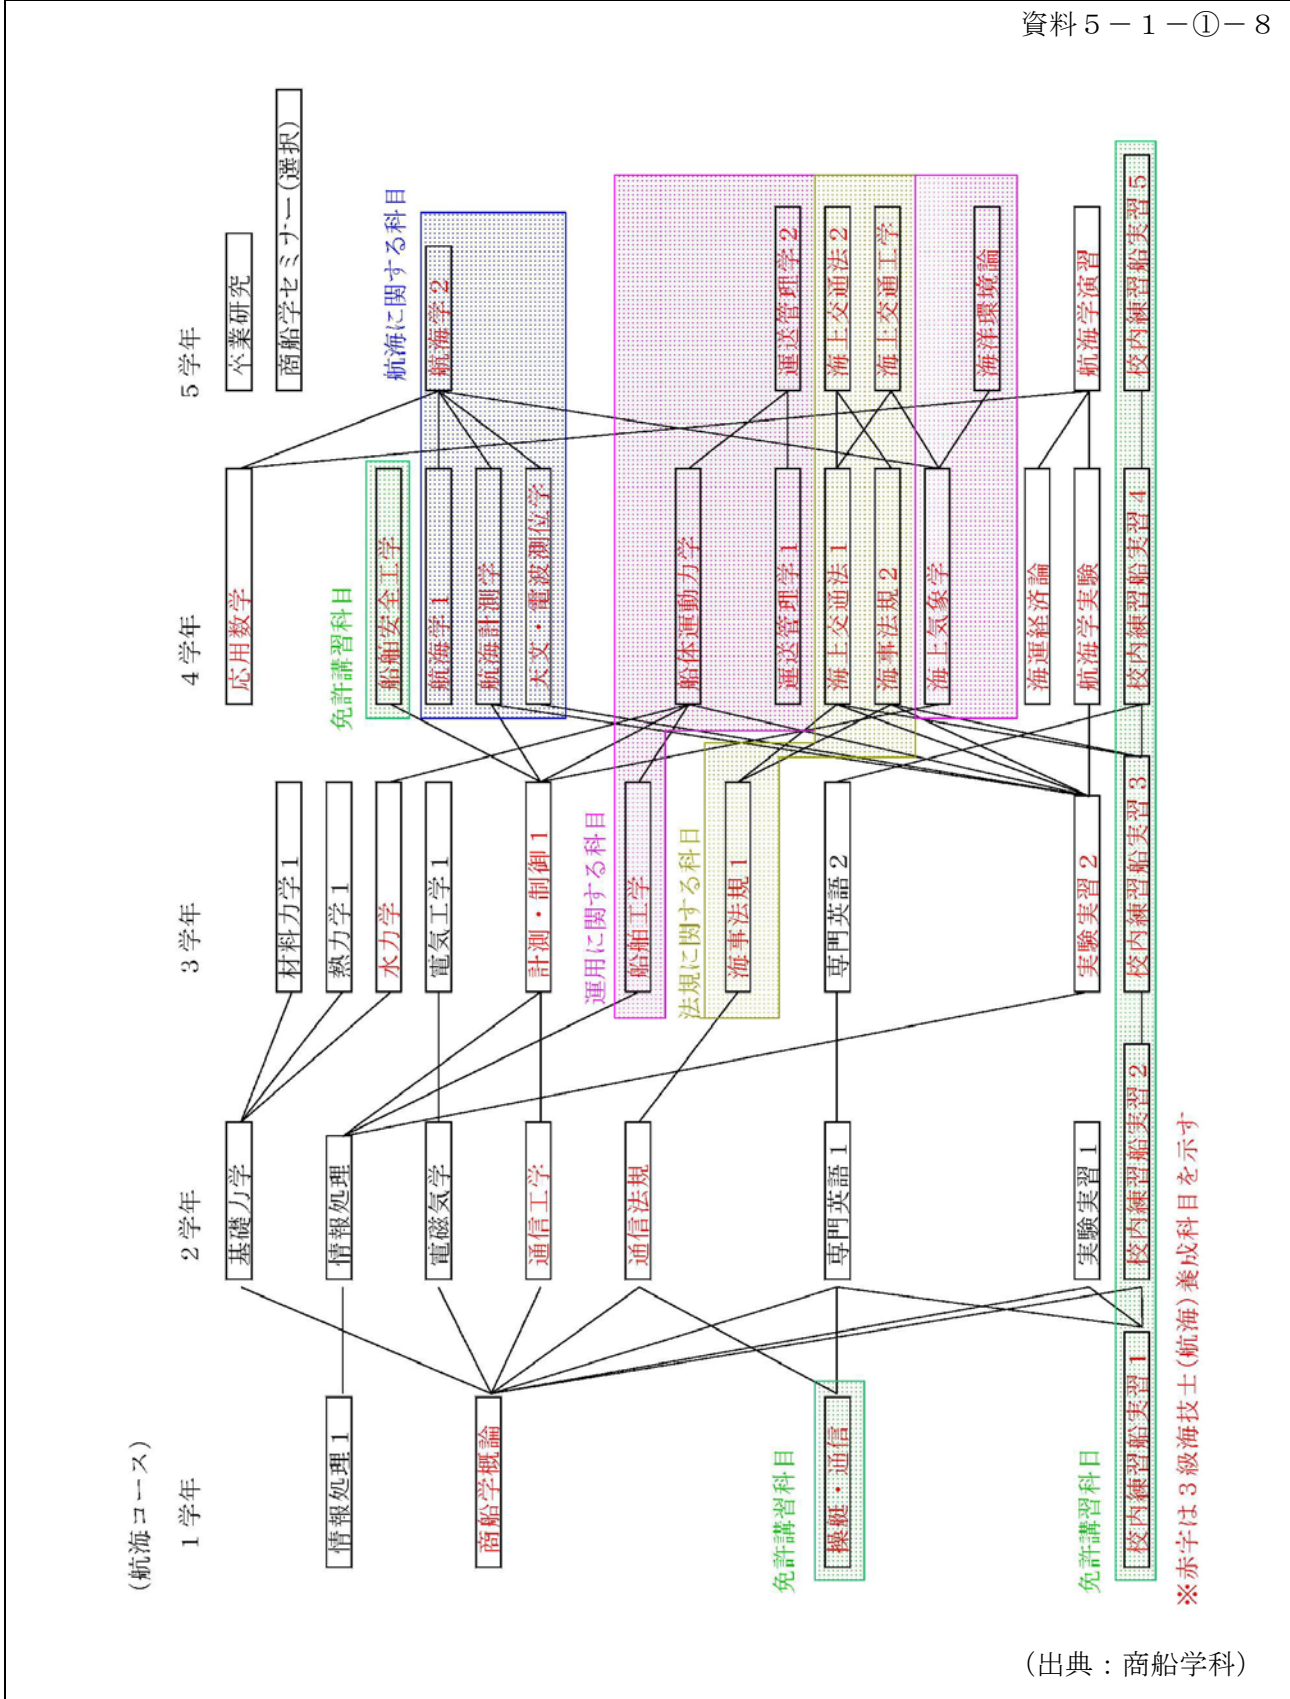 資料５－１－①－８
(航海コース)
1 学年
2 学年
3 学年
4 学年
5 学年
情報処理 1
商船学概論
免許講習科目
操艇・通信
免許講習科目
校内練習船実習 1
基礎力学
情報処理
電磁気学
通信工学
通信法規
専門英語 1
実験実習 1
校内練習船実習 2
材料力学 1
熱力学 1
水力学
電気工学 1
計測・制御 1
運用に関する科目
船舶工学
法規に関する科目
海事法規 1
専門英語 2
実験実習 2
校内練習船実習 3
応用数学
免許講習科目
船舶安全工学
航海学 1
航海計測学
天文・電波測位学
船体運動力学
運送管理学 1
海上交通法 1
海事法規 2
海上気象学
海運経済論
航海学実験
校内練習船実習 4
卒業研究
商船学セミナー(選択)
航海に関する科目
航海学 2
運送管理学 2
海上交通法 2
海上交通工学
海洋環境論
航海学演習
校内練習船実習 5
※赤字は 3 級海技士(航海)養成科目を示す
（出典：商船学科）